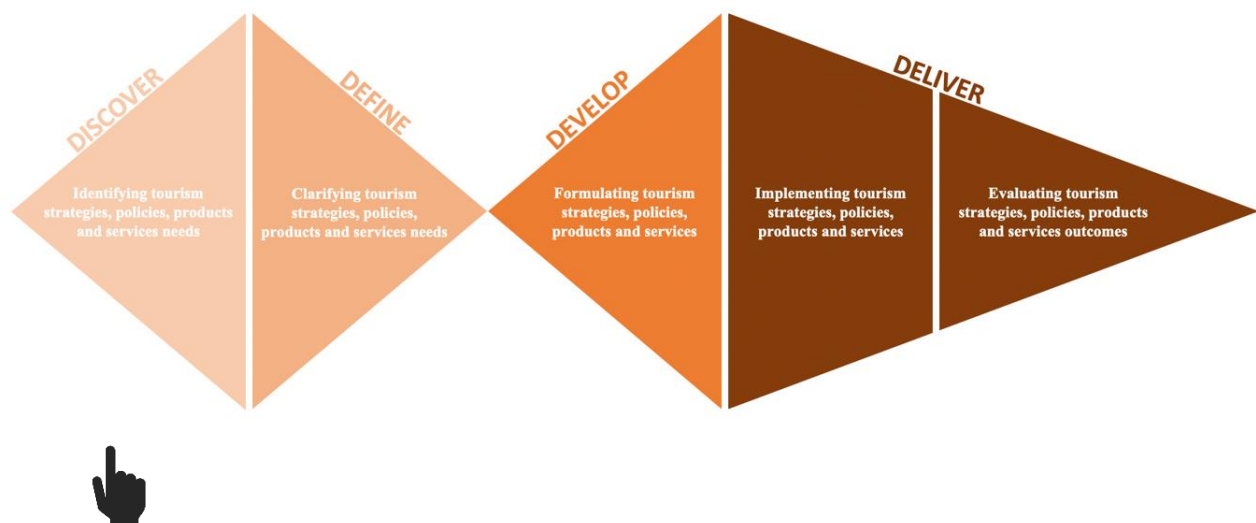 DISCOVER
Identifying tourism
strategies, policies, products
and services needs
DEFINE
Clarifying tourism
strategies, policies,
products and services needs
DEVELOP
Formulating tourism
strategies, policies,
products and services
DELIVER
Implementing tourism
strategies, policies,
products and services
Evaluating tourism
strategies, policies, products
and services outcomes